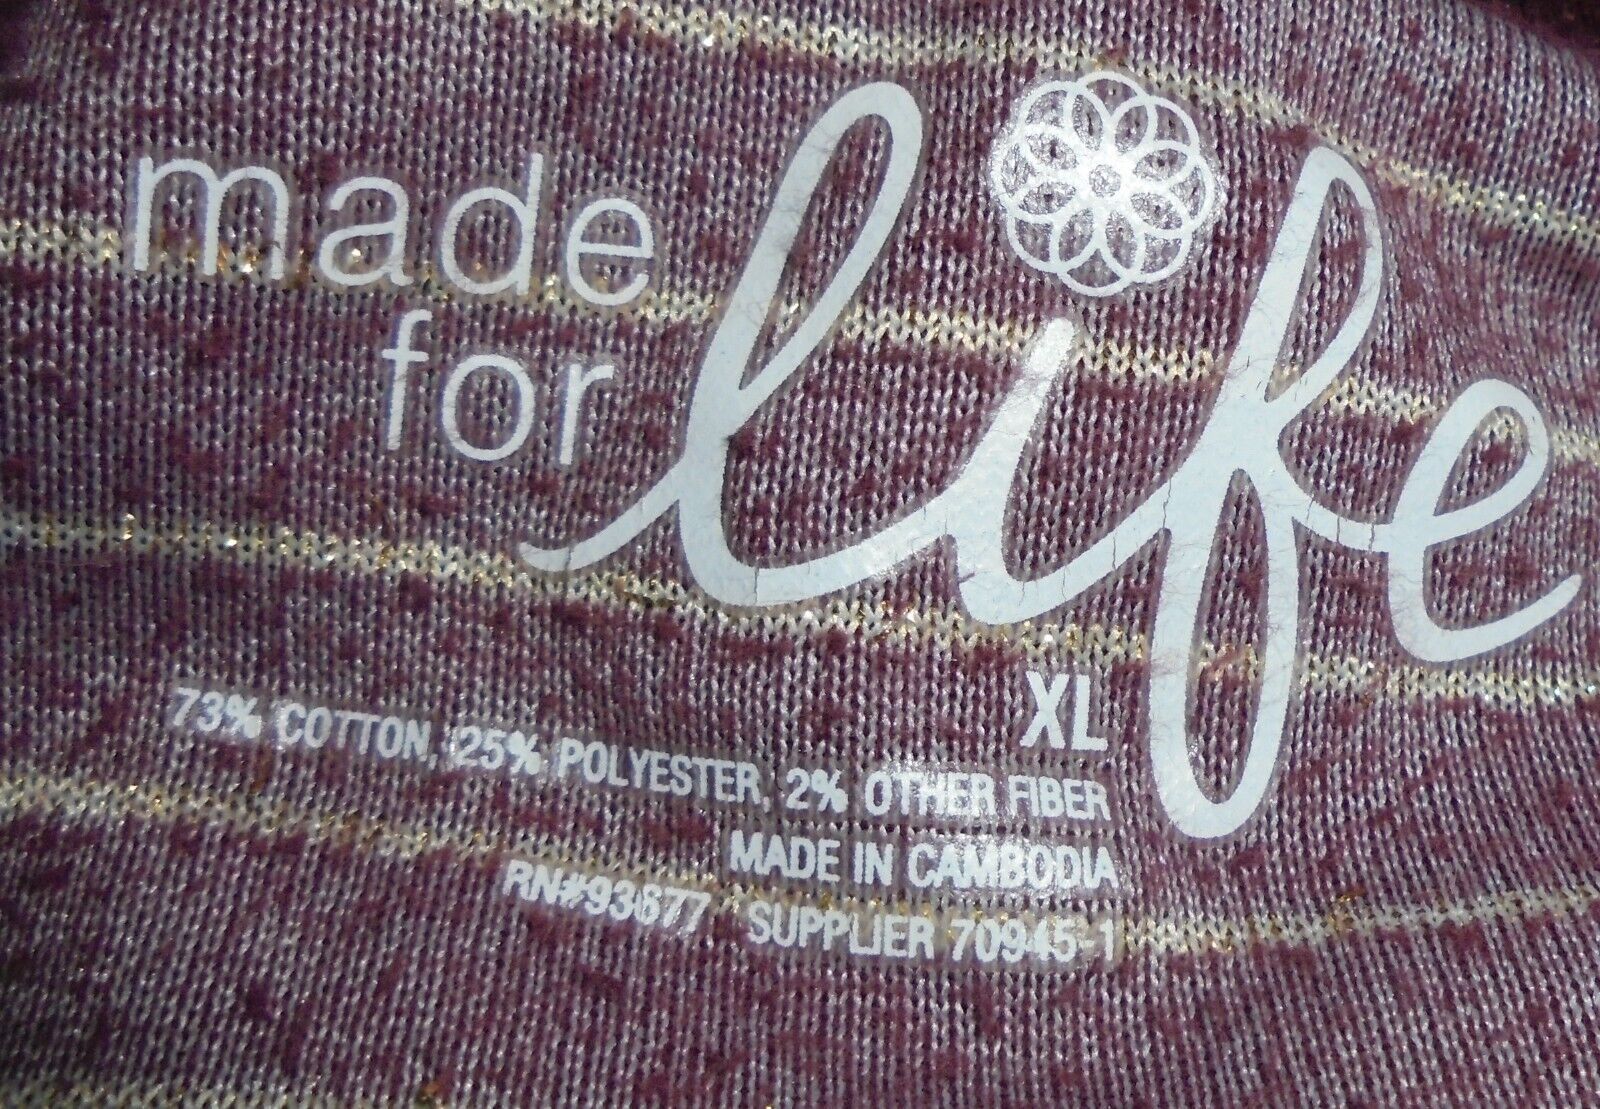 made
for life
XL
73% COTTON, 25% POLYESTER, 2% OTHER FIBER
MADE IN CAMBODIA
RN#93677 SUPPLIER 70945-1